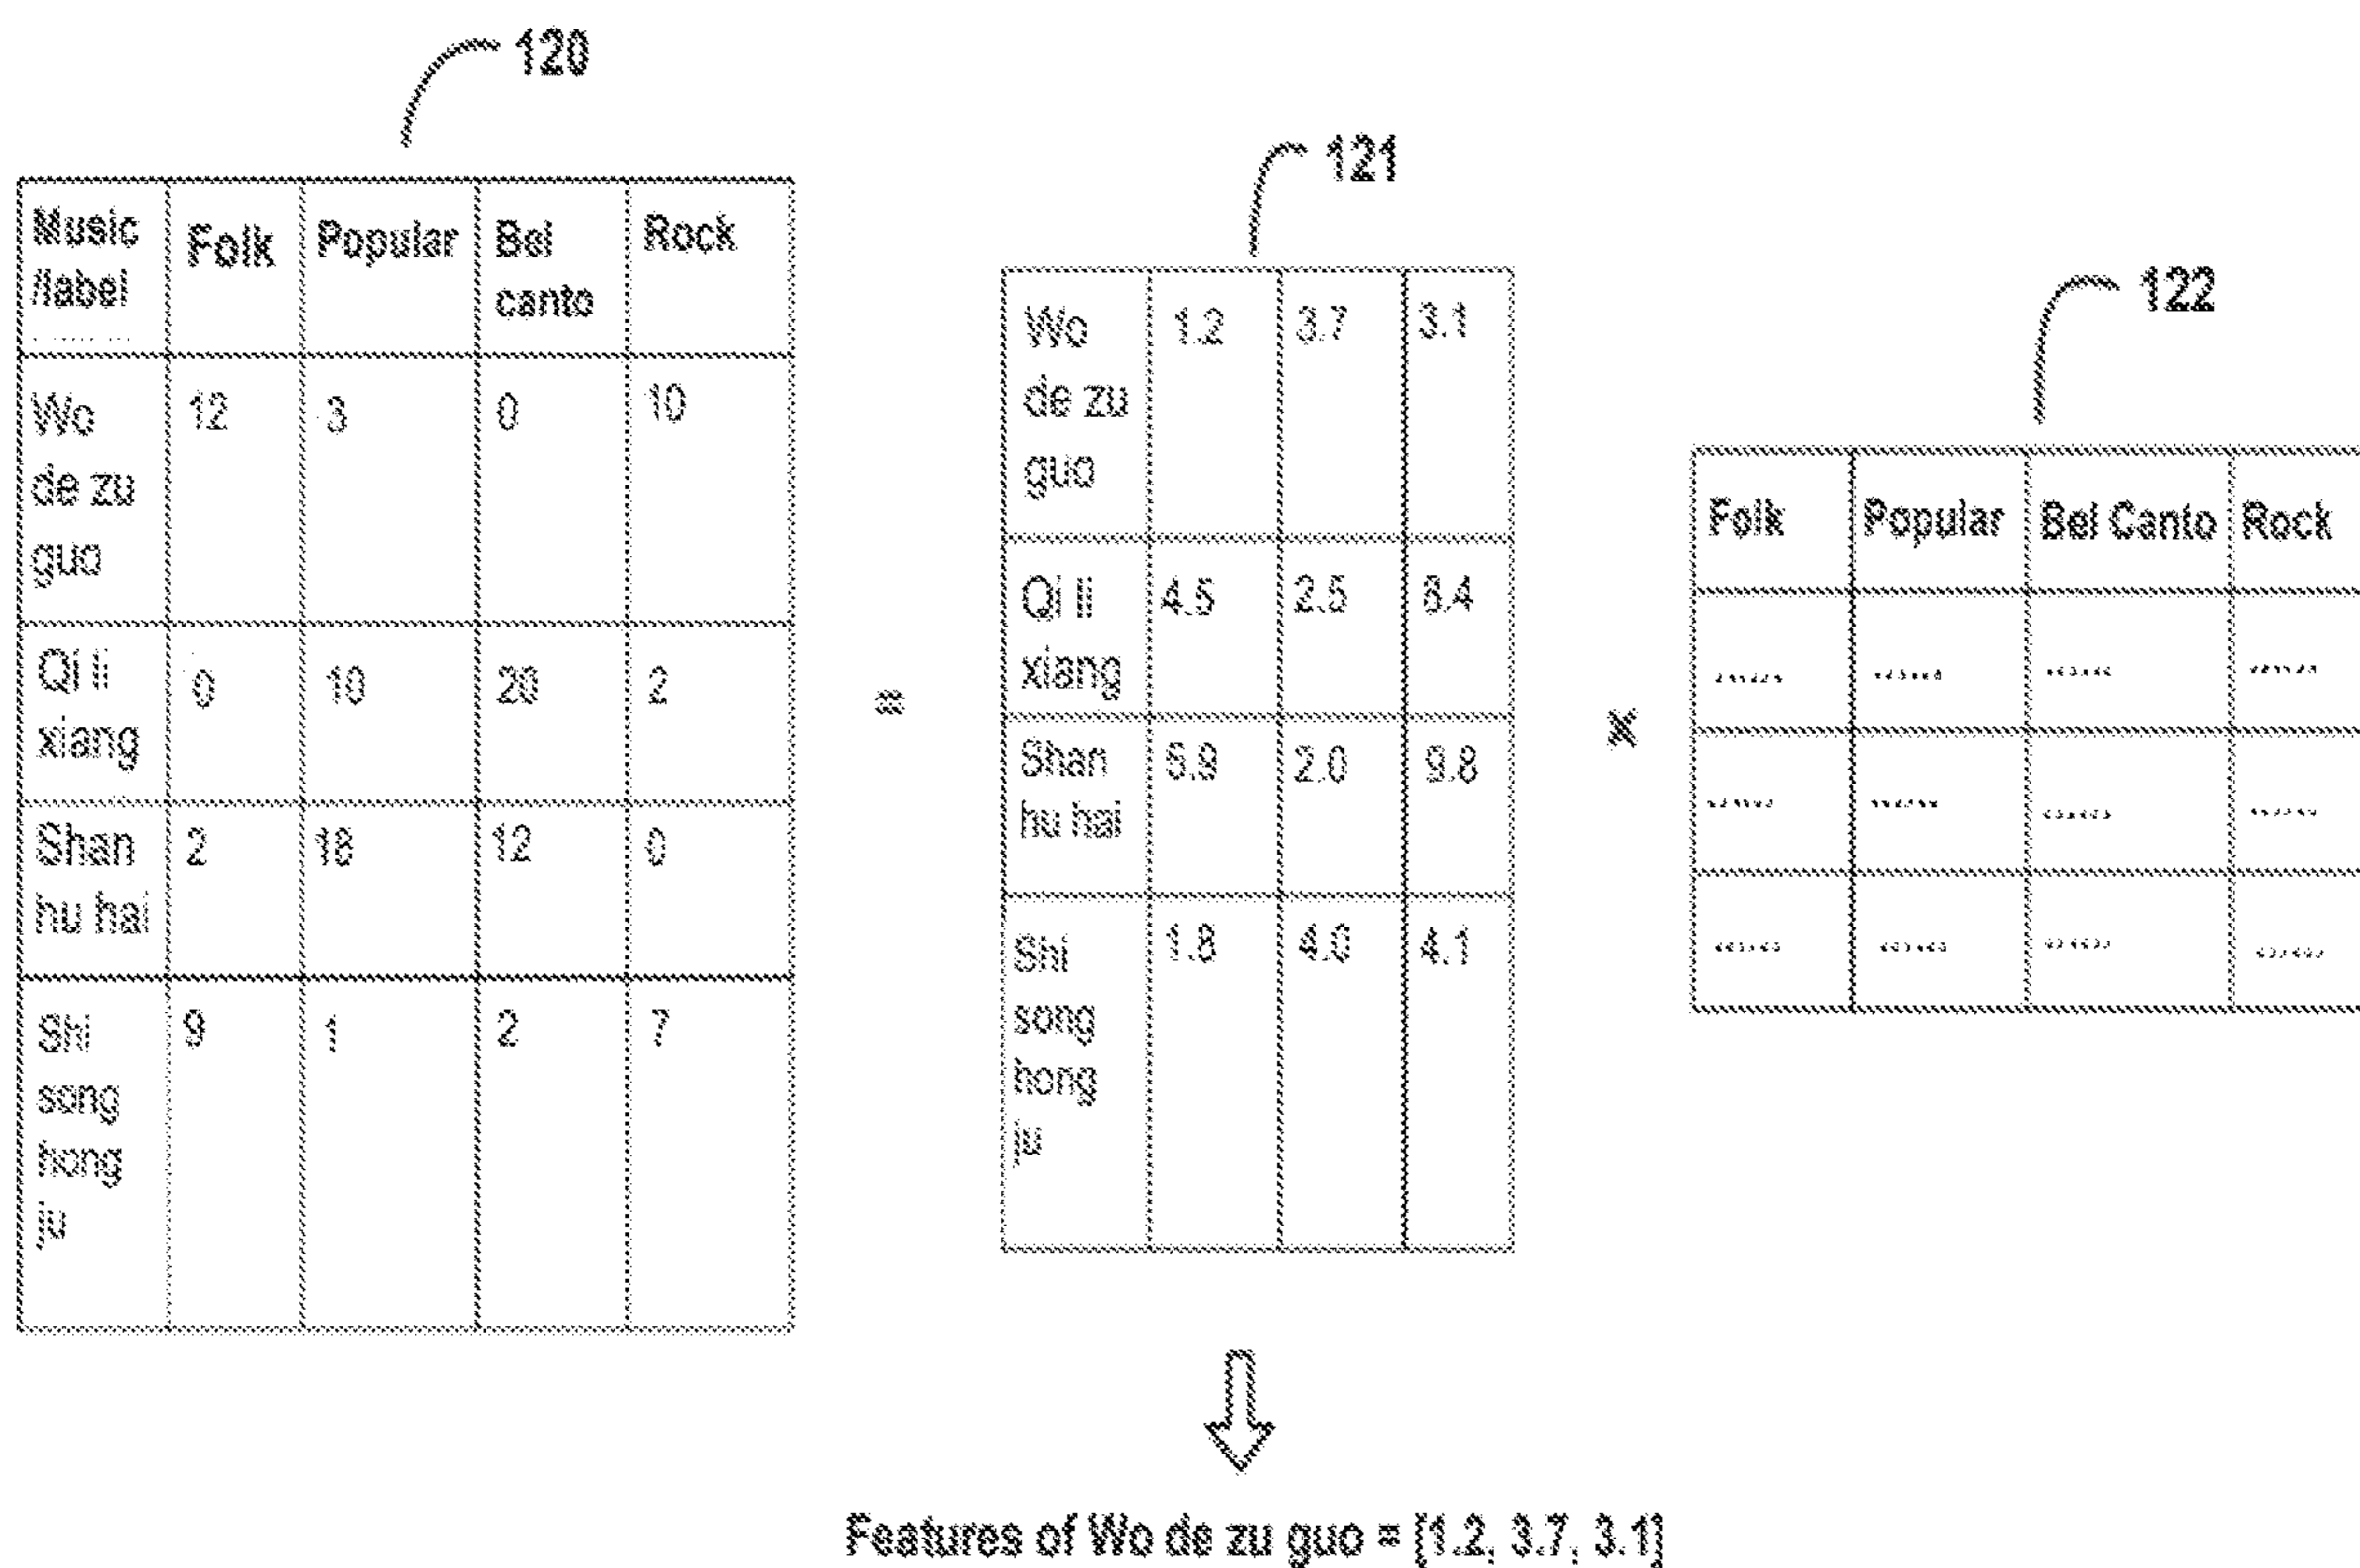 120
121
122
Music Folk Popular Bel Rock
/label canto
Wo 12 3 0 10
de zu
guo
Qi li 0 10 20 2
xiang
Shan 2 18 12 0
hu hai
Shi 9 1 2 7
song
hong
ju
=
Wo 1.2 3.7 3.1
de zu
guo
Qi li 4.5 2.5 8.4
xiang
Shan 5.9 2.0 9.8
hu hai
Shi 1.8 4.0 4.1
song
hong
ju
×
Folk Popular Bel Canto Rock
....... ....... ....... .......
....... ....... ....... .......
....... ....... ....... .......
Features of Wo de zu guo = [1.2, 3.7, 3.1]